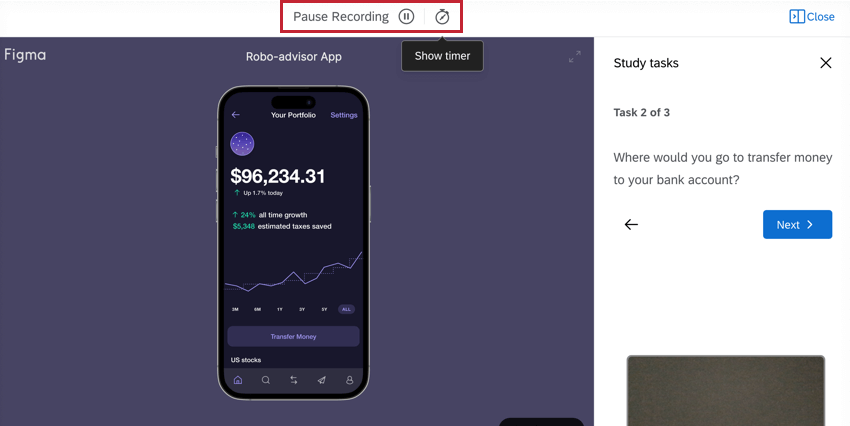 Pause Recording
Close
Show timer
Figma
Robo-advisor App
Your Portfolio
Settings
$96,234.31
Up 1.7% today
24% all time growth
$5,348 estimated taxes saved
3M 6M 1Y 3Y 5Y ALL
Transfer Money
US stocks
Study tasks
Task 2 of 3
Where would you go to transfer money
to your bank account?
Next